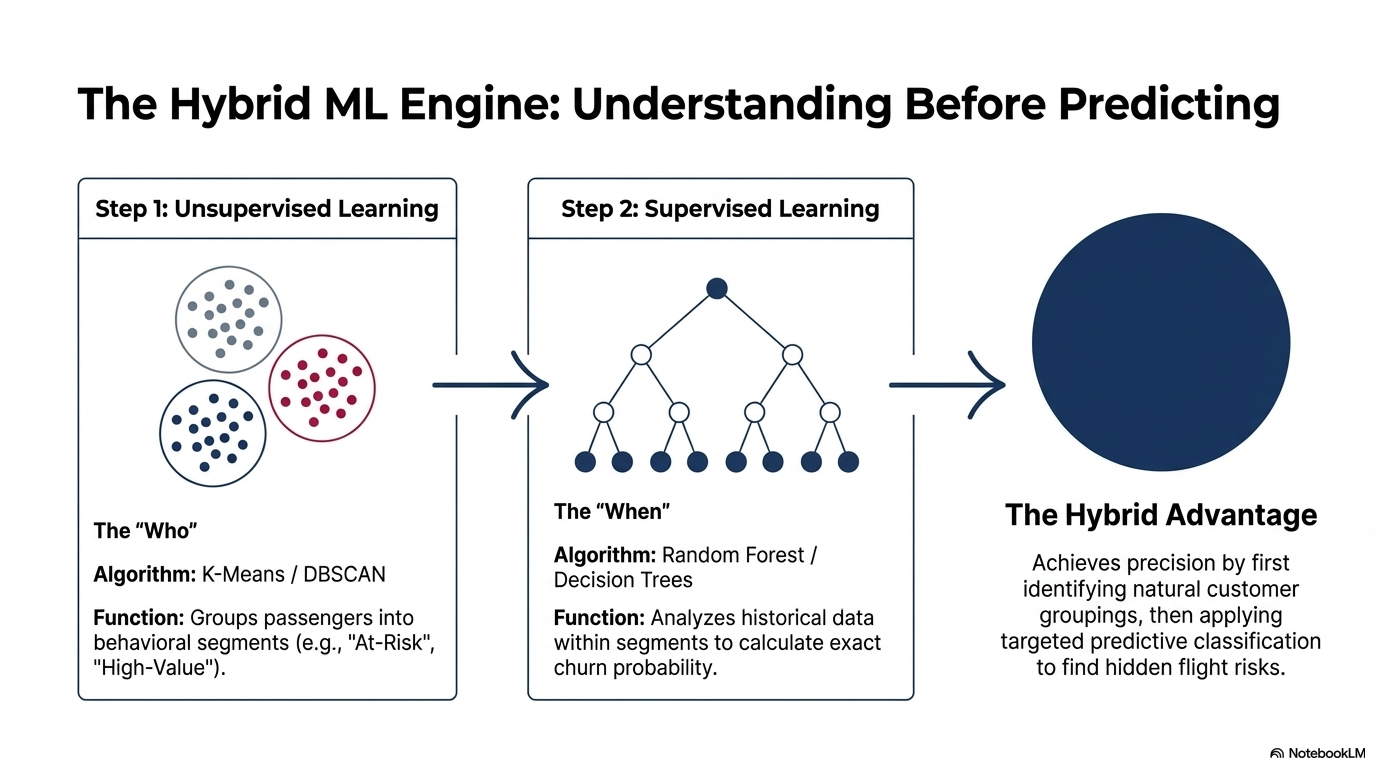 The Hybrid ML Engine: Understanding Before Predicting
Step 1: Unsupervised Learning
The “Who”
Algorithm: K-Means / DBSCAN
Function: Groups passengers into
behavioral segments (e.g., "At-Risk",
"High-Value").
Step 2: Supervised Learning
The “When”
Algorithm: Random Forest /
Decision Trees
Function: Analyzes historical data
within segments to calculate exact
churn probability.
The Hybrid Advantage
Achieves precision by first
identifying natural customer
groupings, then applying
targeted predictive classification
to find hidden flight risks.
NotebookLM